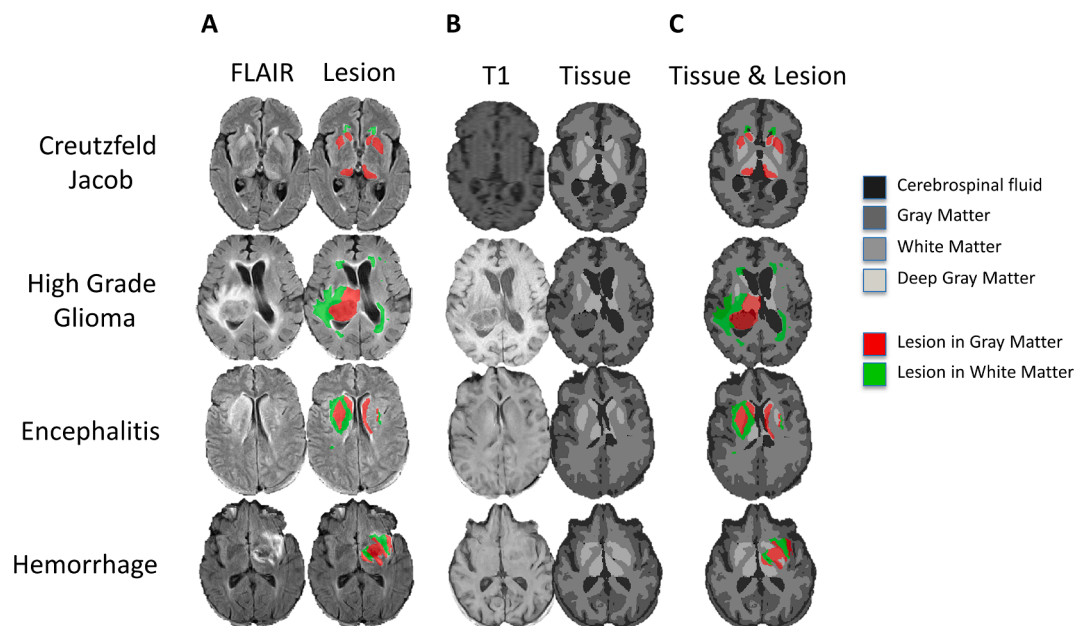 A
B
C
FLAIR
Lesion
T1
Tissue
Tissue & Lesion
Creutzfeld
Jacob
High Grade
Glioma
Encephalitis
Hemorrhage
Cerebrospinal fluid
Gray Matter
White Matter
Deep Gray Matter
Lesion in Gray Matter
Lesion in White Matter